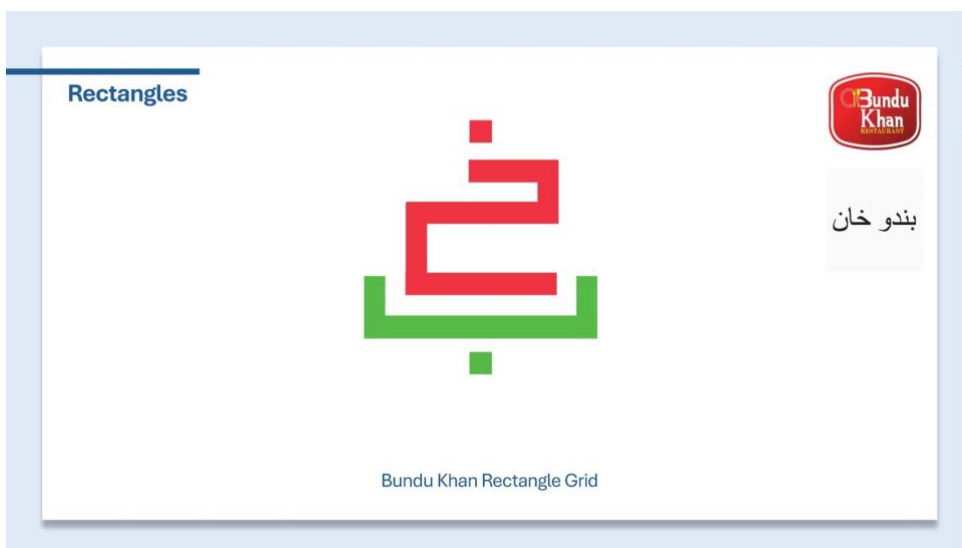 Rectangles
Bundu
Khan
RESTAURANT
بندو خان
خ
ب
Bundu Khan Rectangle Grid